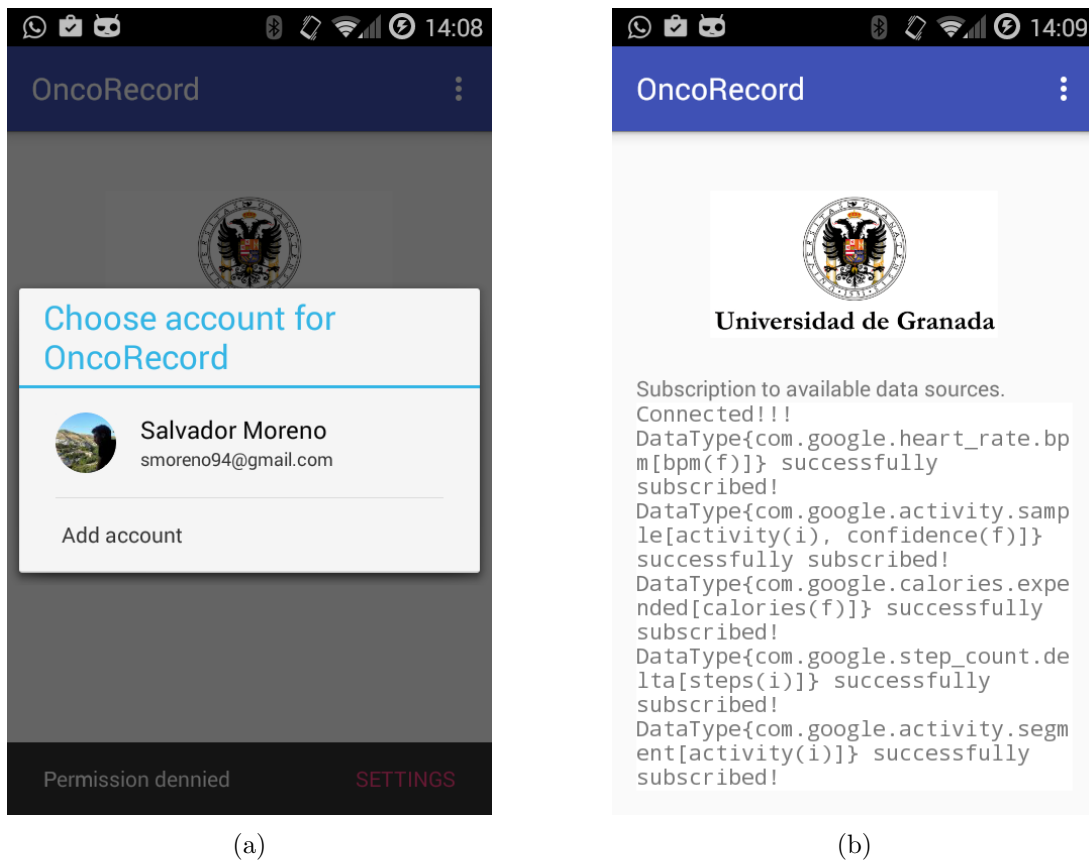 14:08
OncoRecord
Choose account for
OncoRecord
Salvador Moreno
smoreno94@gmail.com
Add account
Permission dennied
SETTINGS
(a)
14:09
OncoRecord
Universidad de Granada
Subscription to available data sources.
Connected!!!
DataType{com.google.heart_rate.bp
m[bpm(f)]} successfully
subscribed!
DataType{com.google.activity.samp
le[activity(i), confidence(f)]}
successfully subscribed!
DataType{com.google.calories.expe
nded[calories(f)]} successfully
subscribed!
DataType{com.google.step_count.de
lta[steps(i)]} successfully
subscribed!
DataType{com.google.activity.segm
ent[activity(i)]} successfully
subscribed!
(b)